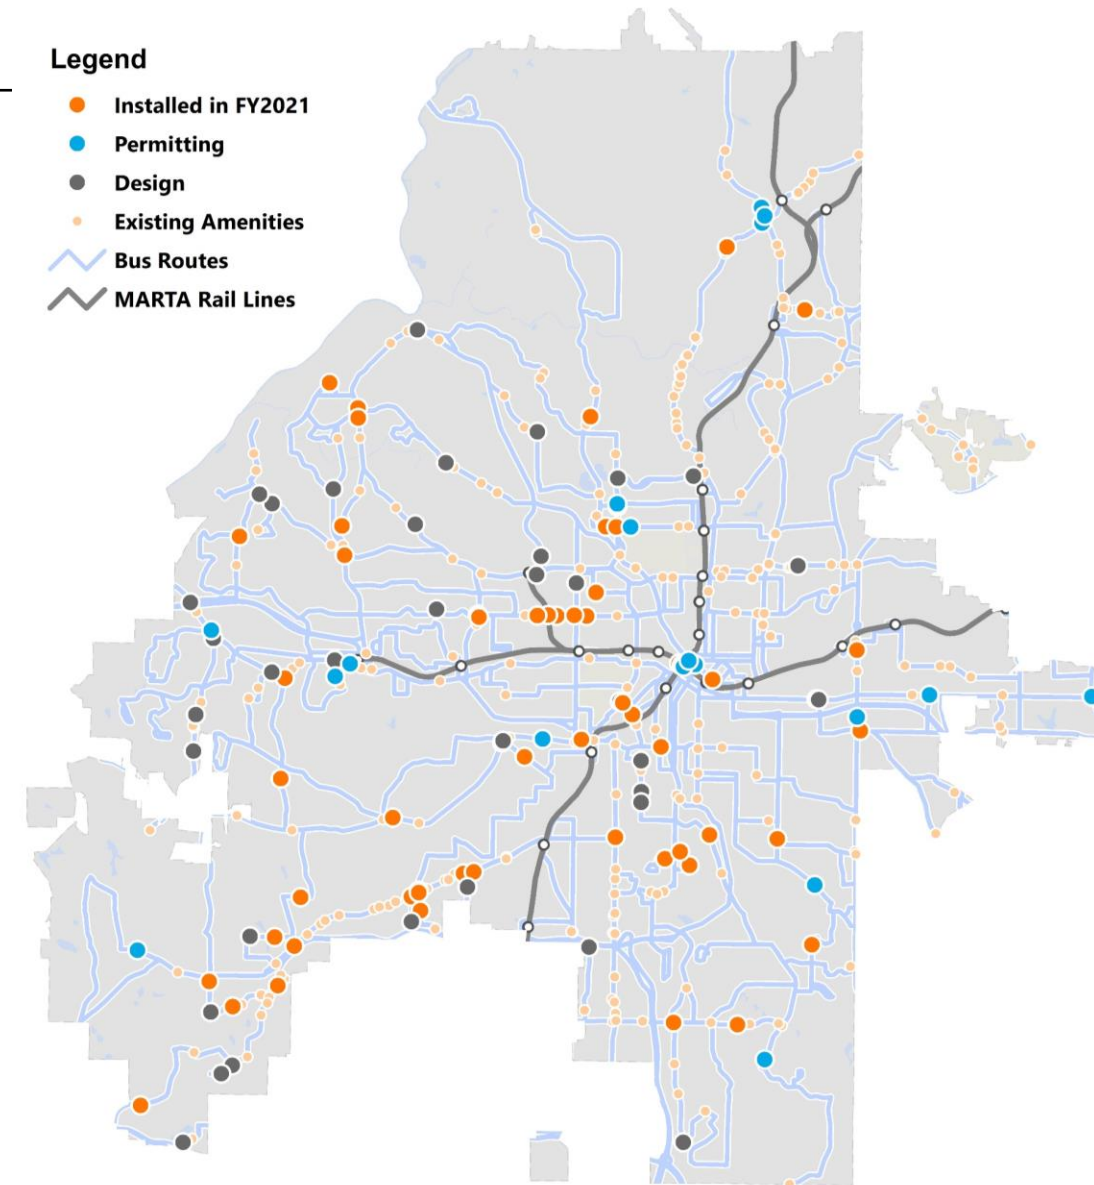 Legend
Installed in FY2021
Permitting
Design
Existing Amenities
Bus Routes
MARTA Rail Lines